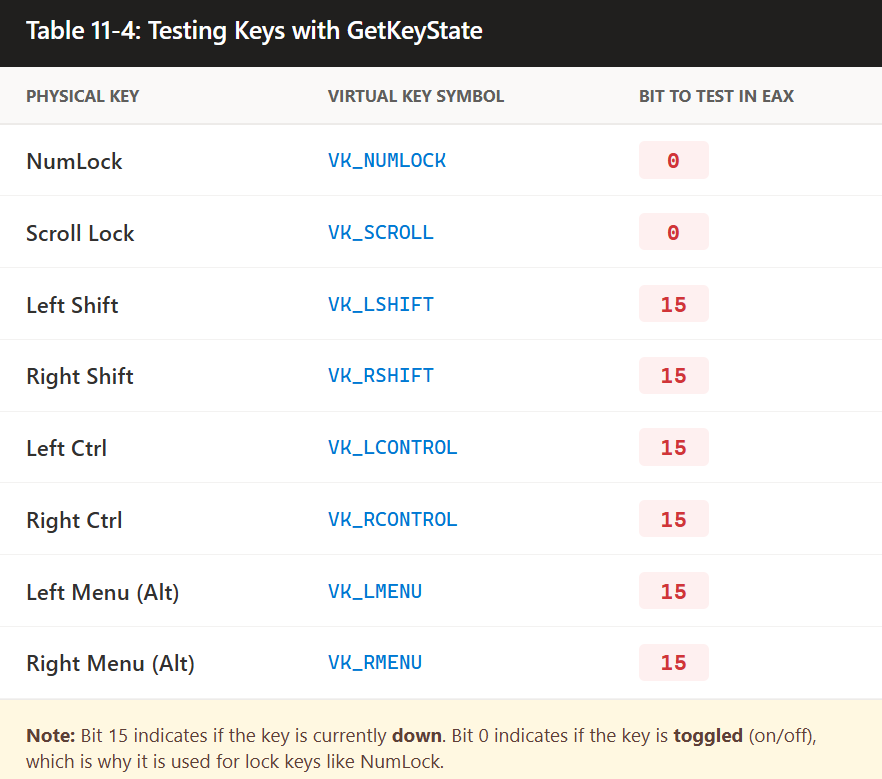 Table 11-4: Testing Keys with GetKeyState
PHYSICAL KEY VIRTUAL KEY SYMBOL BIT TO TEST IN EAX
NumLock VK_NUMLOCK 0
Scroll Lock VK_SCROLL 0
Left Shift VK_LSHIFT 15
Right Shift VK_RSHIFT 15
Left Ctrl VK_LCONTROL 15
Right Ctrl VK_RCONTROL 15
Left Menu (Alt) VK_LMENU 15
Right Menu (Alt) VK_RMENU 15
Note: Bit 15 indicates if the key is currently down. Bit 0 indicates if the key is toggled (on/off),
which is why it is used for lock keys like NumLock.